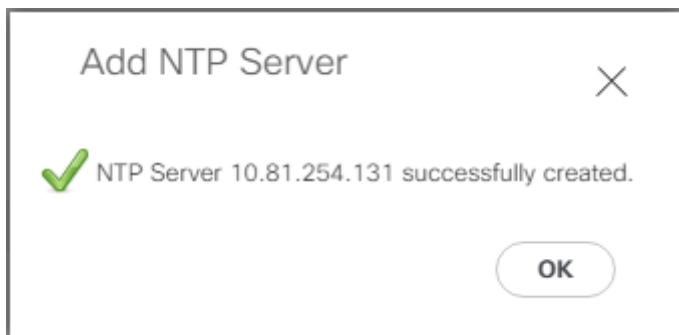 Add NTP Server
NTP Server 10.81.254.131 successfully created.
OK